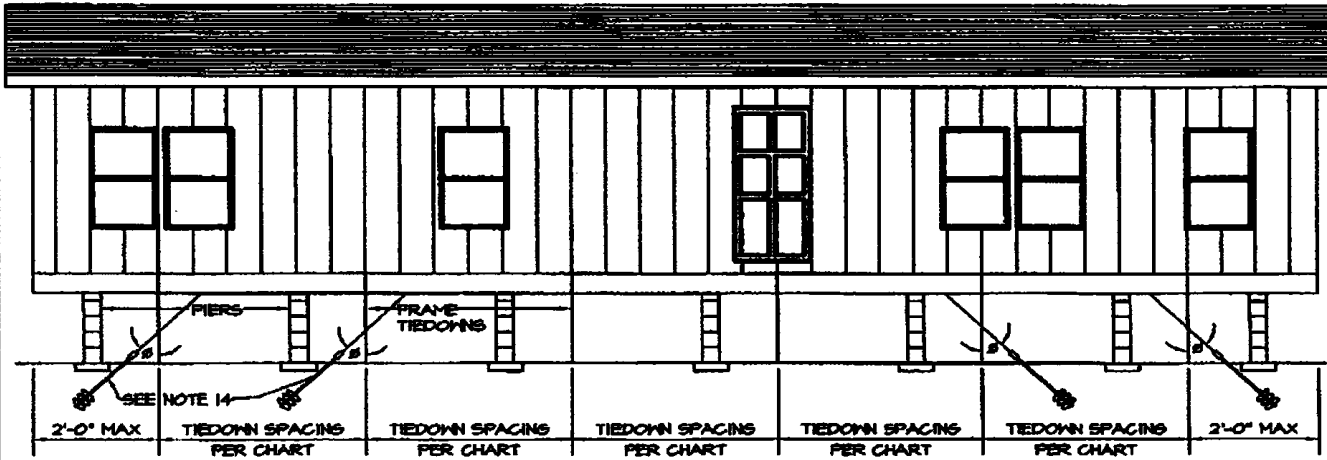 PIERS
FRAME
TIEDOWNS
ø ø ø ø
SEE NOTE 14
2'-0" MAX TIEDOWN SPACING TIEDOWN SPACING TIEDOWN SPACING TIEDOWN SPACING TIEDOWN SPACING 2'-0" MAX
PER CHART PER CHART PER CHART PER CHART PER CHART